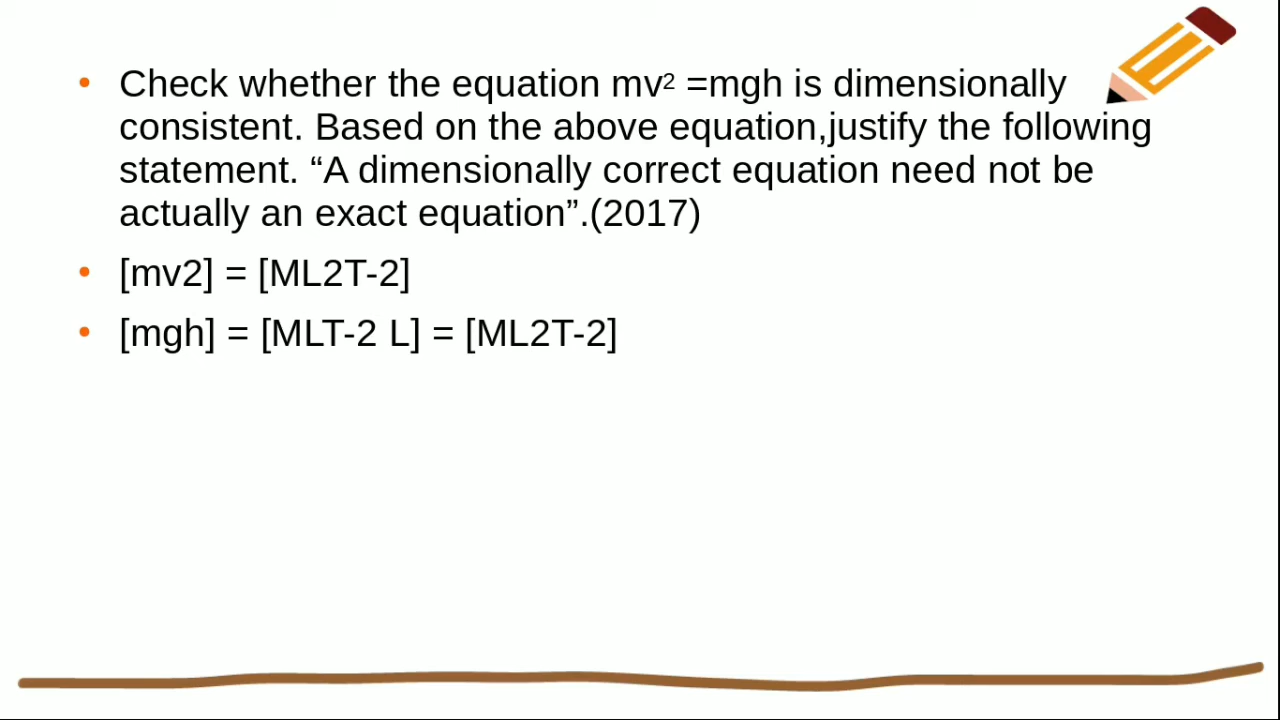 • Check whether the equation mv² =mgh is dimensionally
consistent. Based on the above equation,justify the following
statement. “A dimensionally correct equation need not be
actually an exact equation”.(2017)
• [mv2] = [ML2T-2]
• [mgh] = [MLT-2 L] = [ML2T-2]